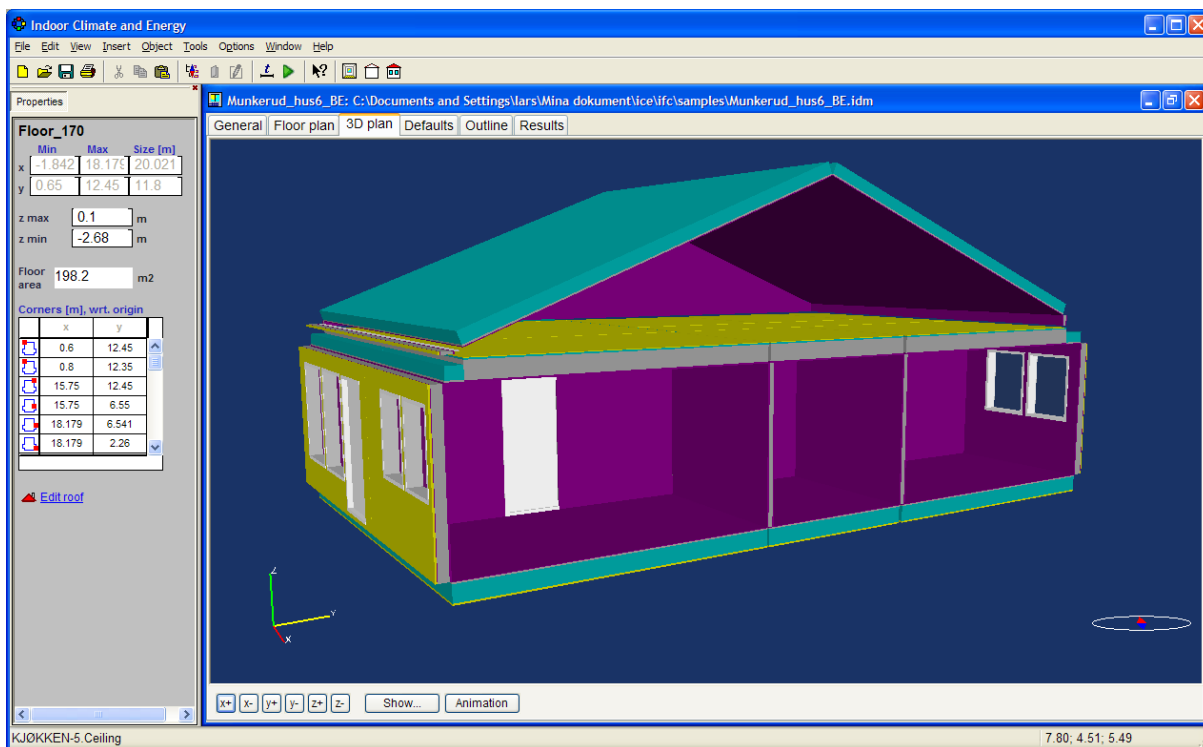 Indoor Climate and Energy
File Edit View Insert Object Tools Options Window Help
Properties
Munkerud_hus6_BE: C:\Documents and Settings\lars\Mina dokument\ice\ifc\samples\Munkerud_hus6_BE.idm
General Floor plan 3D plan Defaults Outline Results
Floor_170
Min Max Size [m]
x -1.842 18.179 20.021
y 0.65 12.45 11.8
z max 0.1 m
z min -2.68 m
Floor area 198.2 m2
Corners [m], wrt. origin
x y
0.6 12.45
0.8 12.35
15.75 12.45
15.75 6.55
18.179 6.541
18.179 2.26
Edit roof
Z
Y
X
x+ x- y+ y- z+ z- Show... Animation
KJØKKEN-5.Ceiling 7.80; 4.51; 5.49